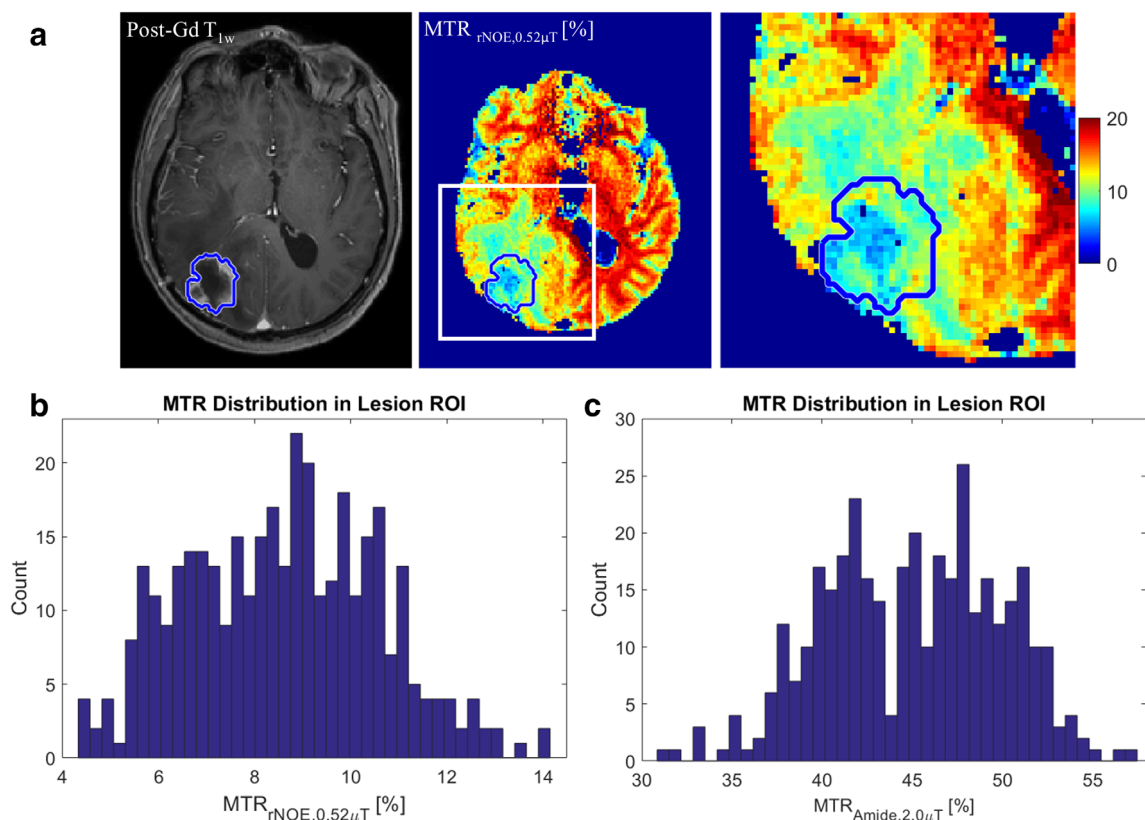 a
Post-Gd T1w
MTR rNOE,0.52μT [%]
20
10
0
b
MTR Distribution in Lesion ROI
20
15
10
5
0
Count
4 6 8 10 12 14
MTRrNOE,0.52μT [%]
c
MTR Distribution in Lesion ROI
30
25
20
15
10
5
0
Count
30 35 40 45 50 55
MTRAmide,2.0μT [%]